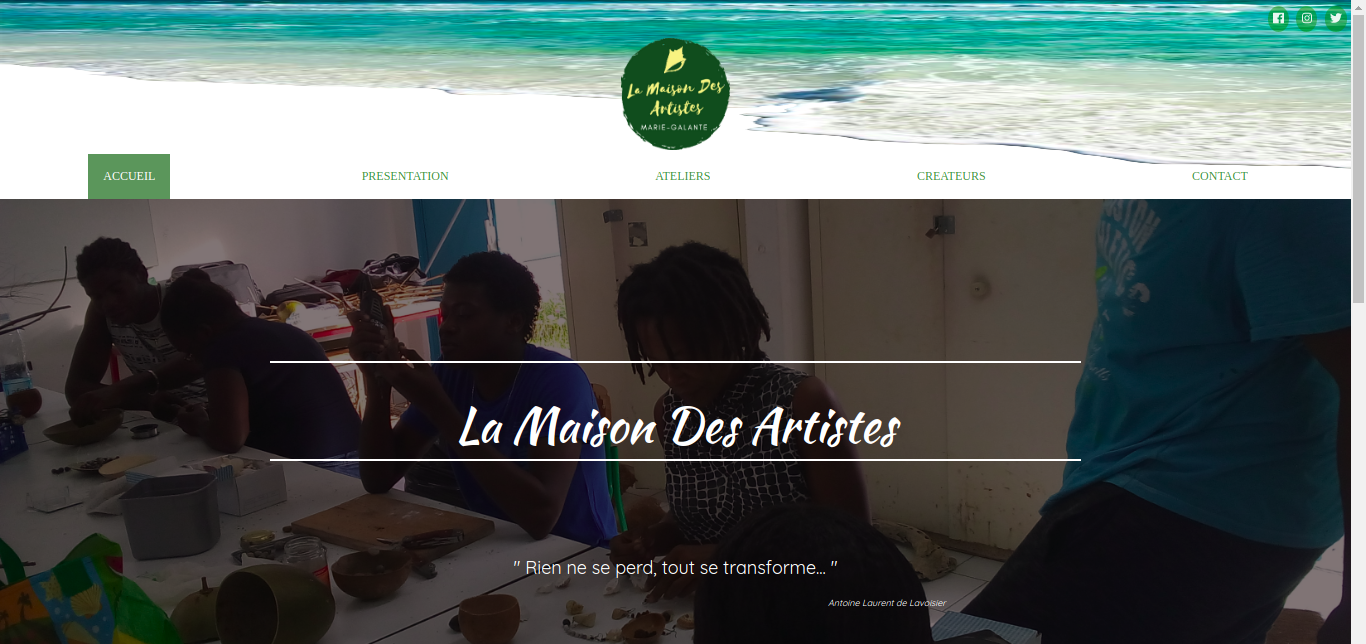 La Maison Des
Artistes
MARIE-GALANTE
ACCUEIL
PRESENTATION
ATELIERS
CREATEURS
CONTACT
La Maison Des Artistes
" Rien ne se perd, tout se transforme... "
Antoine Laurent de Lavoisier